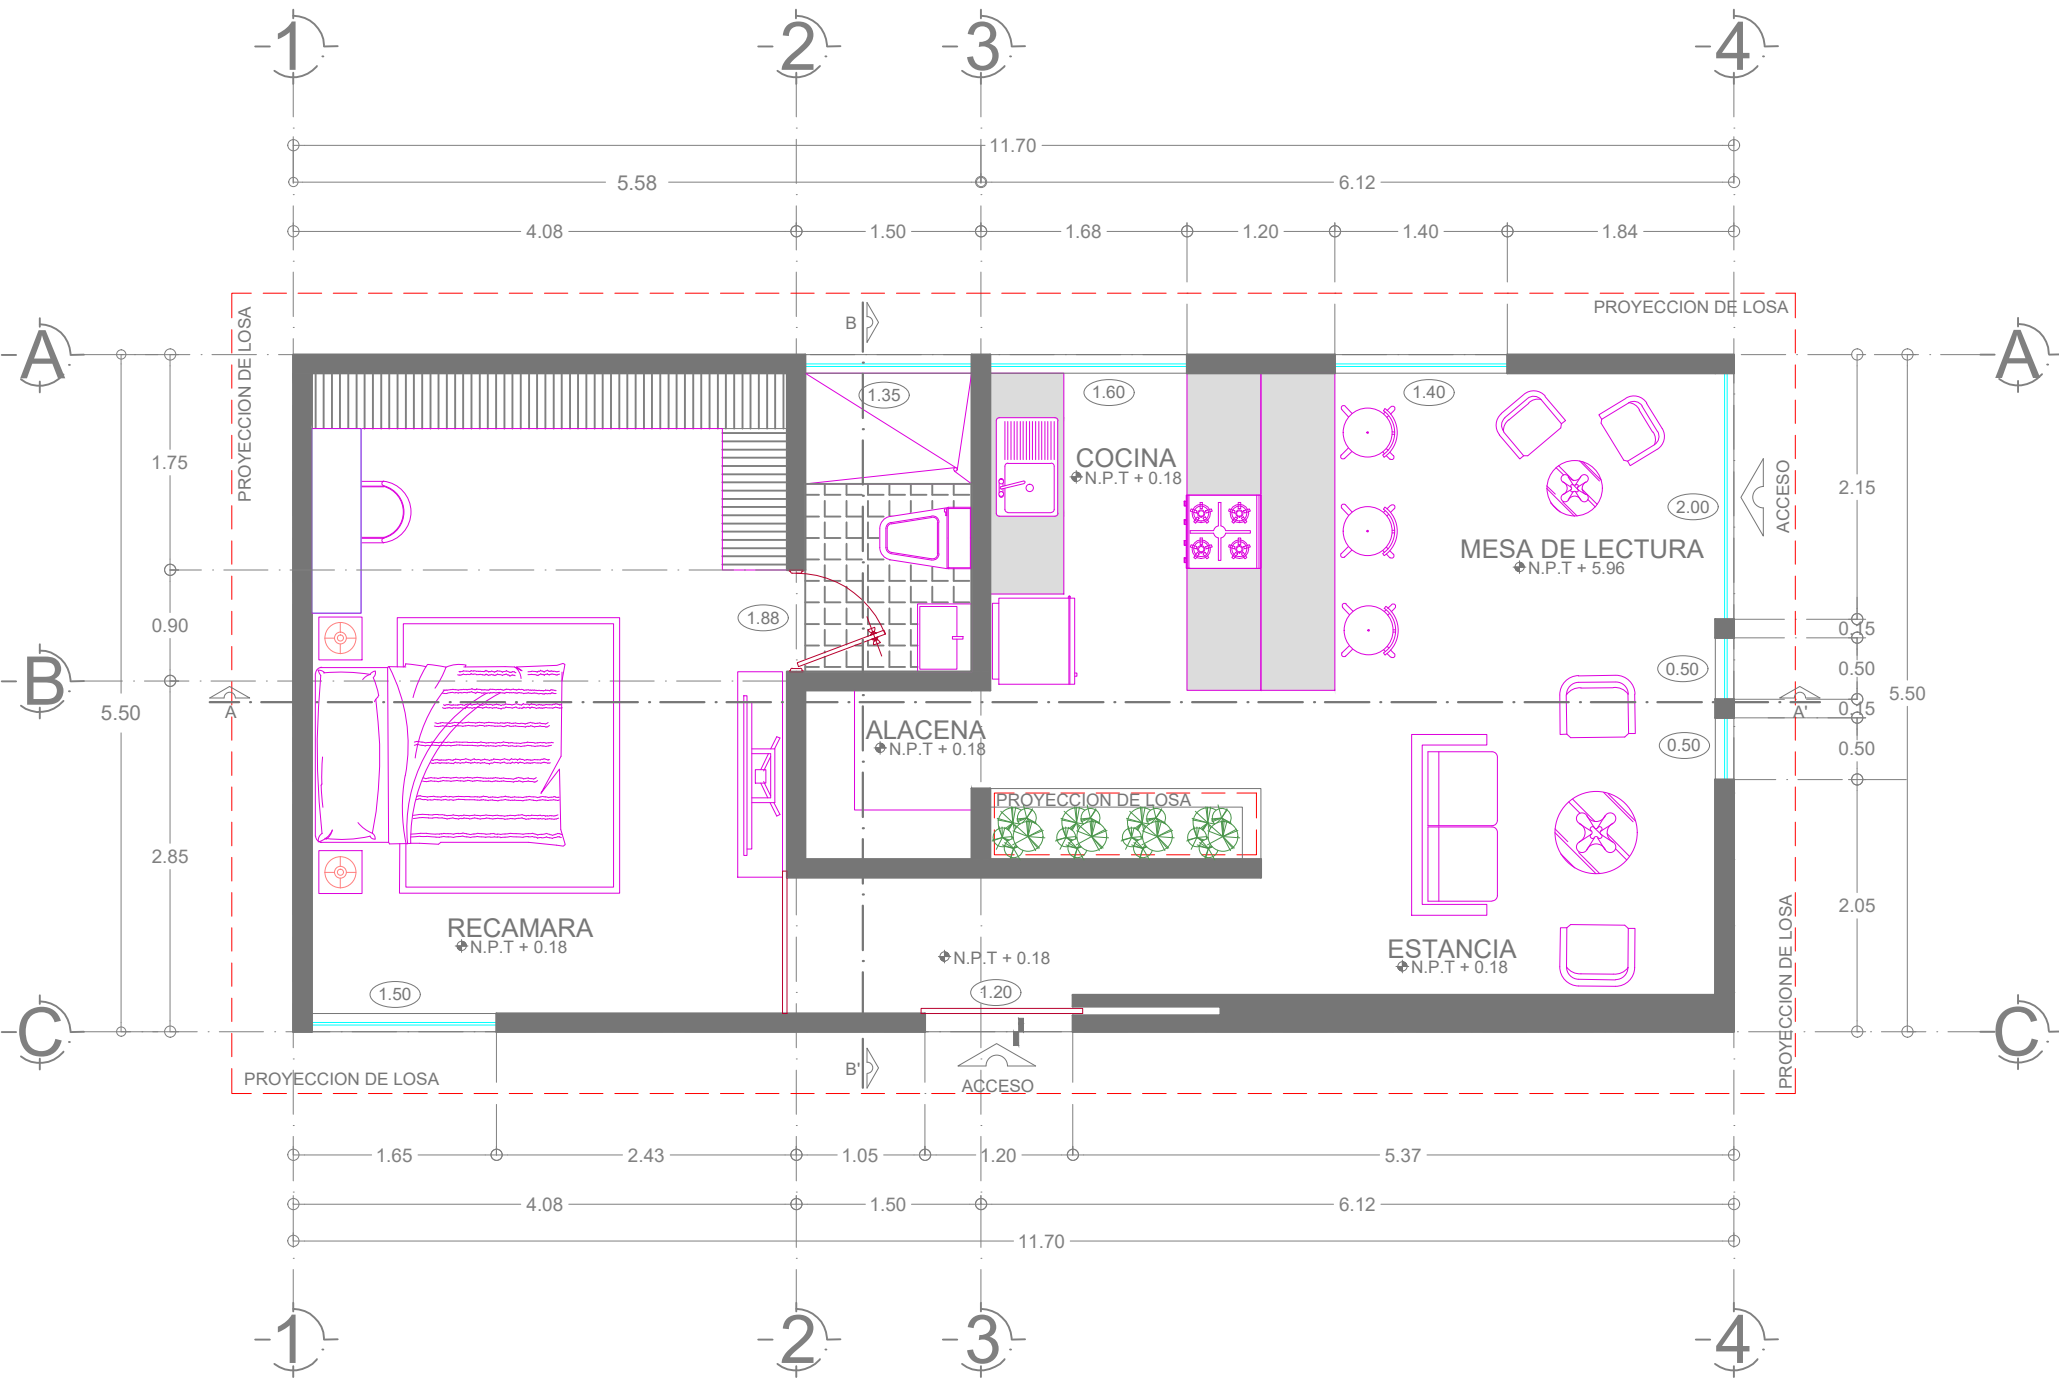 1 2 3 4
11.70
5.58 6.12
4.08 1.50 1.68 1.20 1.40 1.84
PROYECCION DE LOSA
PROYECCION DE LOSA
B
A A
1.35 1.60 1.40
1.75
COCINA
N.P.T + 0.18
2.15
ACCESO
2.00
MESA DE LECTURA
N.P.T + 5.96
0.90
1.88
0.15
0.50 0.50
B
A A'
5.50 5.50
0.15
ALACENA
N.P.T + 0.18
0.50 0.50
PROYECCION DE LOSA
2.85
2.05
RECAMARA
N.P.T + 0.18
N.P.T + 0.18
ESTANCIA
N.P.T + 0.18
PROYECCION DE LOSA
1.50 1.20
C C
B'
PROYECCION DE LOSA
ACCESO
1.65 2.43 1.05 1.20 5.37
4.08 1.50 6.12
11.70
1 2 3 4